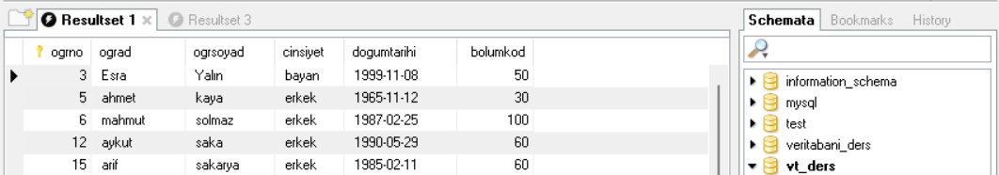 Resultset 1 Resultset 3
ogrno ograd ogrsoyad cinsiyet dogumtarihi bolumkod
3 Esra Yalın bayan 1999-11-08 50
5 ahmet kaya erkek 1965-11-12 30
6 mahmut solmaz erkek 1987-02-25 100
12 aykut saka erkek 1990-05-29 60
15 arif sakarya erkek 1985-02-11 60
Schemata Bookmarks History
information_schema
mysql
test
veritabani_ders
vt_ders